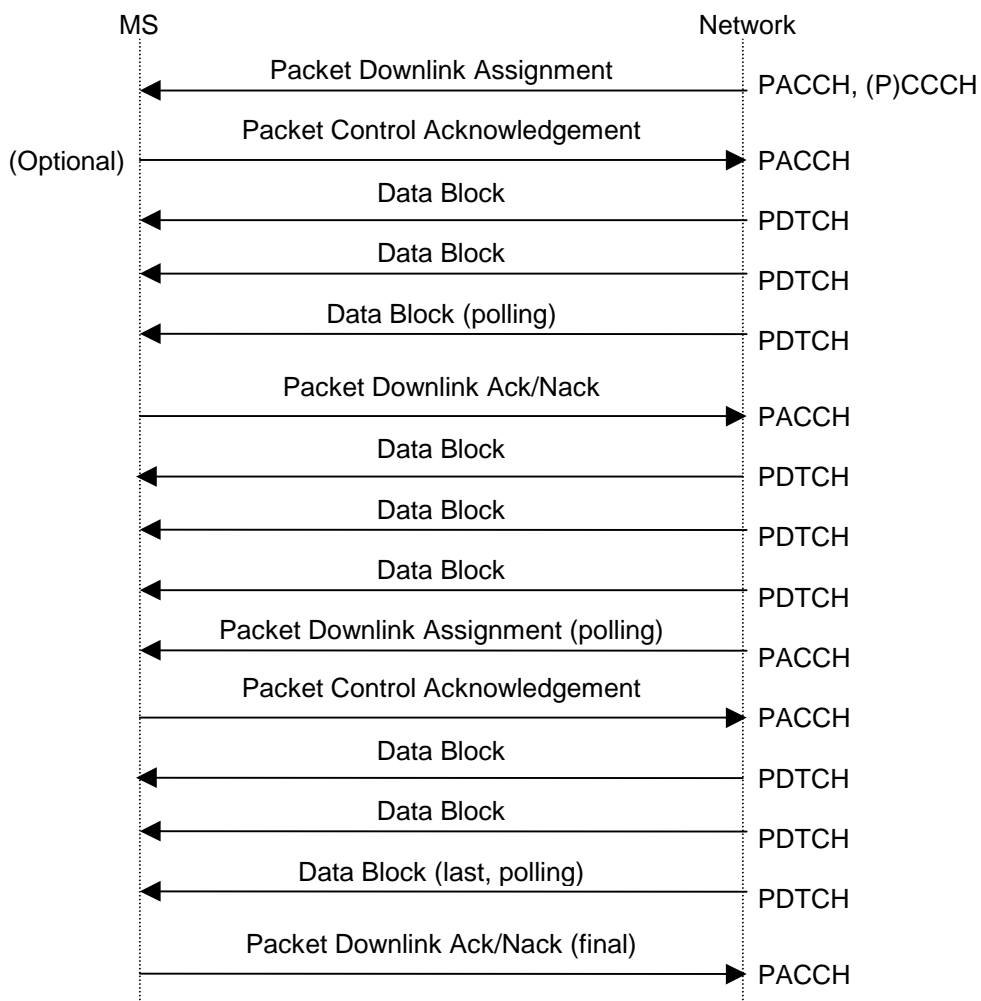 MS Network
Packet Downlink Assignment PACCH, (P)CCCH
Packet Control Acknowledgement
(Optional) PACCH
Data Block
PDTCH
Data Block
PDTCH
Data Block (polling)
PDTCH
Packet Downlink Ack/Nack
PACCH
Data Block
PDTCH
Data Block
PDTCH
Data Block
PDTCH
Packet Downlink Assignment (polling)
PACCH
Packet Control Acknowledgement
PACCH
Data Block
PDTCH
Data Block
PDTCH
Data Block (last, polling)
PDTCH
Packet Downlink Ack/Nack (final)
PACCH